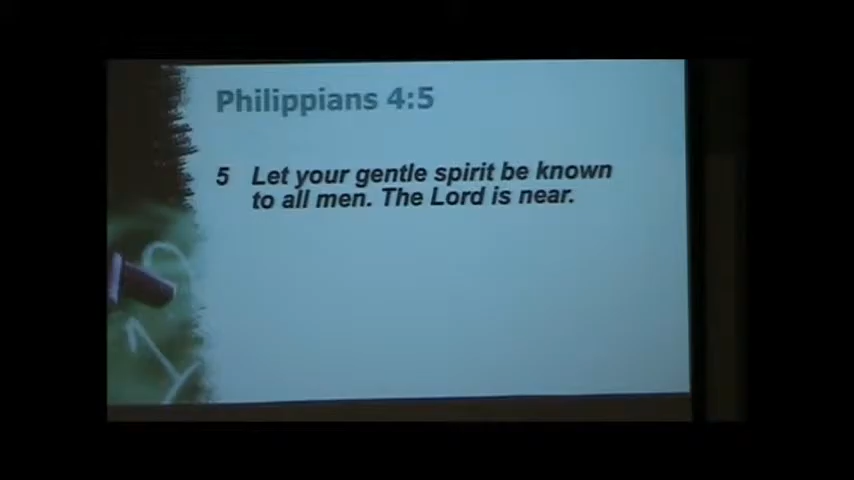 Philippians 4:5
5 Let your gentle spirit be known
to all men. The Lord is near.